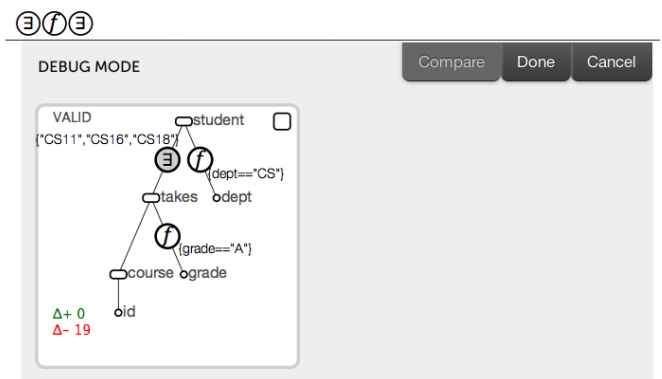 ∃ƒ∃
DEBUG MODE
Compare Done Cancel
VALID
student
{"CS11","CS16","CS18"}
∃ ƒ
{dept=="CS"}
takes dept
ƒ
{grade=="A"}
course grade
id
Δ+ 0
Δ- 19